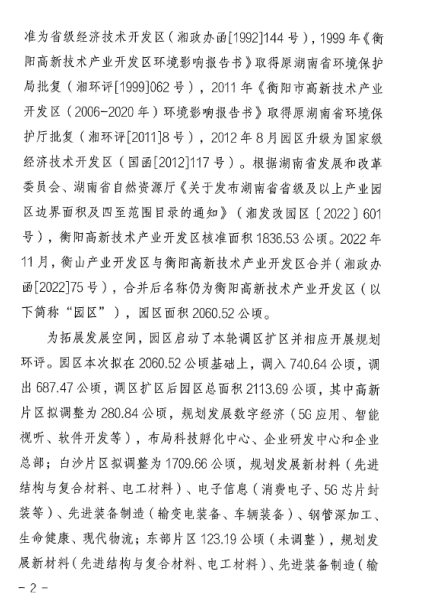 准为省级经济技术开发区（湘政办函[1992]144 号），1999 年《衡
阳高新技术产业开发区环境影响报告书》取得原湖南省环境保护
局批复（湘环评[1999]062 号），2011 年《衡阳市高新技术产业
开发区（2006-2020 年）环境影响报告书》取得原湖南省环境保
护厅批复（湘环评[2011]8 号），2012 年 8 月园区升级为国家级
经济技术开发区（国函[2012]117 号）。根据湖南省发展和改革
委员会、湖南省自然资源厅《关于发布湖南省省级及以上产业园
区边界面积及四至范围目录的通知》（湘发改园区〔2022〕601
号），衡阳高新技术产业开发区核准面积 1836.53 公顷。2022 年
11 月，衡山产业开发区与衡阳高新技术产业开发区合并（湘政办
函[2022]75 号），合并后名称仍为衡阳高新技术产业开发区（以
下简称“园区”），园区面积 2060.52 公顷。
为拓展发展空间，园区启动了本轮调区扩区并相应开展规划
环评。园区本次拟在 2060.52 公顷基础上，调入 740.64 公顷，调
出 687.47 公顷，调区扩区后园区总面积 2113.69 公顷，其中高新
片区拟调整为 280.84 公顷，规划发展数字经济（5G 应用、智能
视听、软件开发等），布局科技孵化中心、企业研发中心和企业
总部；白沙片区拟调整为 1709.66 公顷，规划发展新材料（先进
结构与复合材料、电工材料）、电子信息（消费电子、5G 芯片封
装等）、先进装备制造（输变电装备、车辆装备）、钢管深加工、
生命健康、现代物流；东部片区 123.19 公顷（未调整），规划发
展新材料（先进结构与复合材料、电工材料）、先进装备制造（输
- 2 -